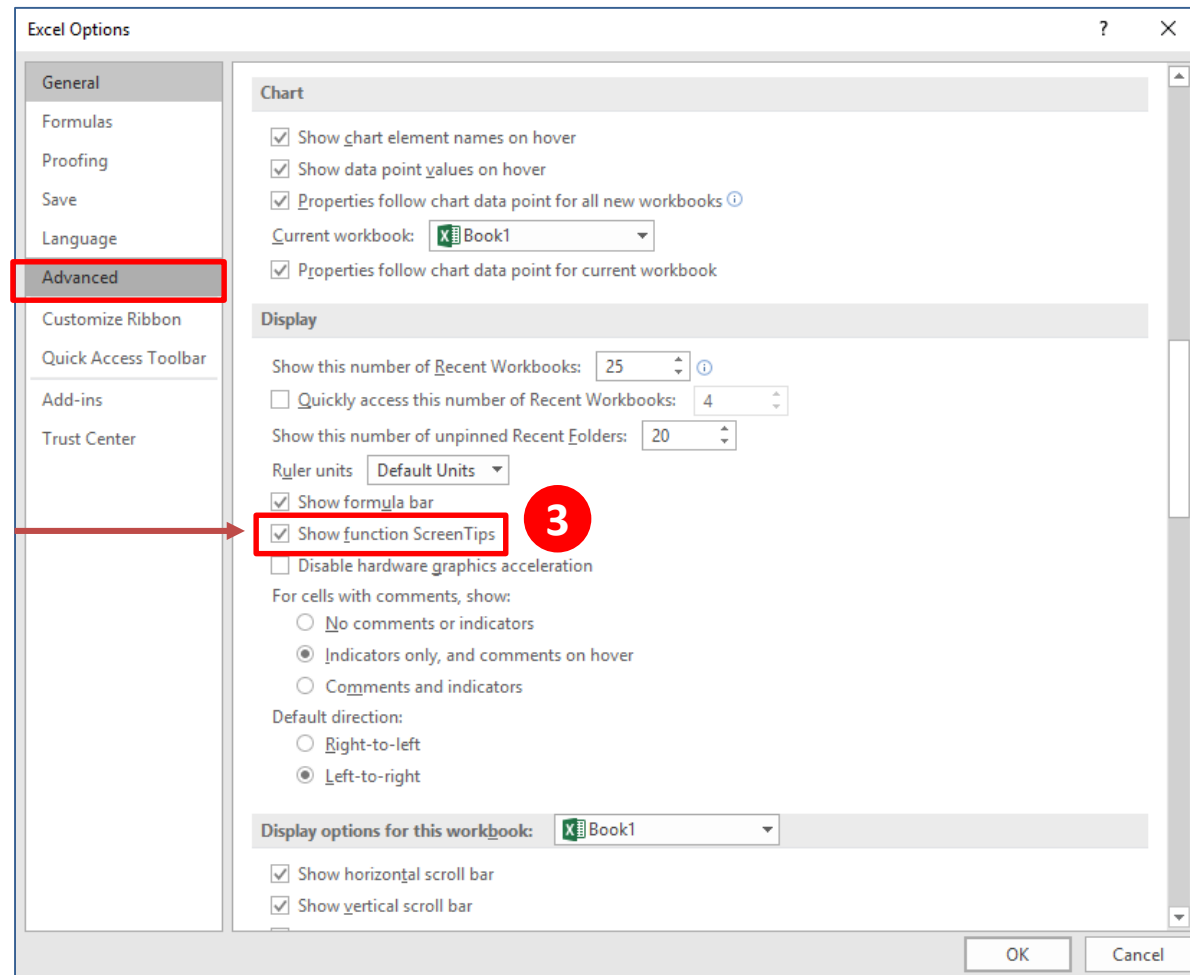 Excel Options
?
General
Formulas
Proofing
Save
Language
Advanced
Customize Ribbon
Quick Access Toolbar
Add-ins
Trust Center
Chart
Show chart element names on hover
Show data point values on hover
Properties follow chart data point for all new workbooks
Current workbook: Book1
Properties follow chart data point for current workbook
Display
Show this number of Recent Workbooks: 25
Quickly access this number of Recent Workbooks: 4
Show this number of unpinned Recent Folders: 20
Ruler units Default Units
Show formula bar
Show function ScreenTips 3
Disable hardware graphics acceleration
For cells with comments, show:
No comments or indicators
Indicators only, and comments on hover
Comments and indicators
Default direction:
Right-to-left
Left-to-right
Display options for this workbook: Book1
Show horizontal scroll bar
Show vertical scroll bar
OK Cancel